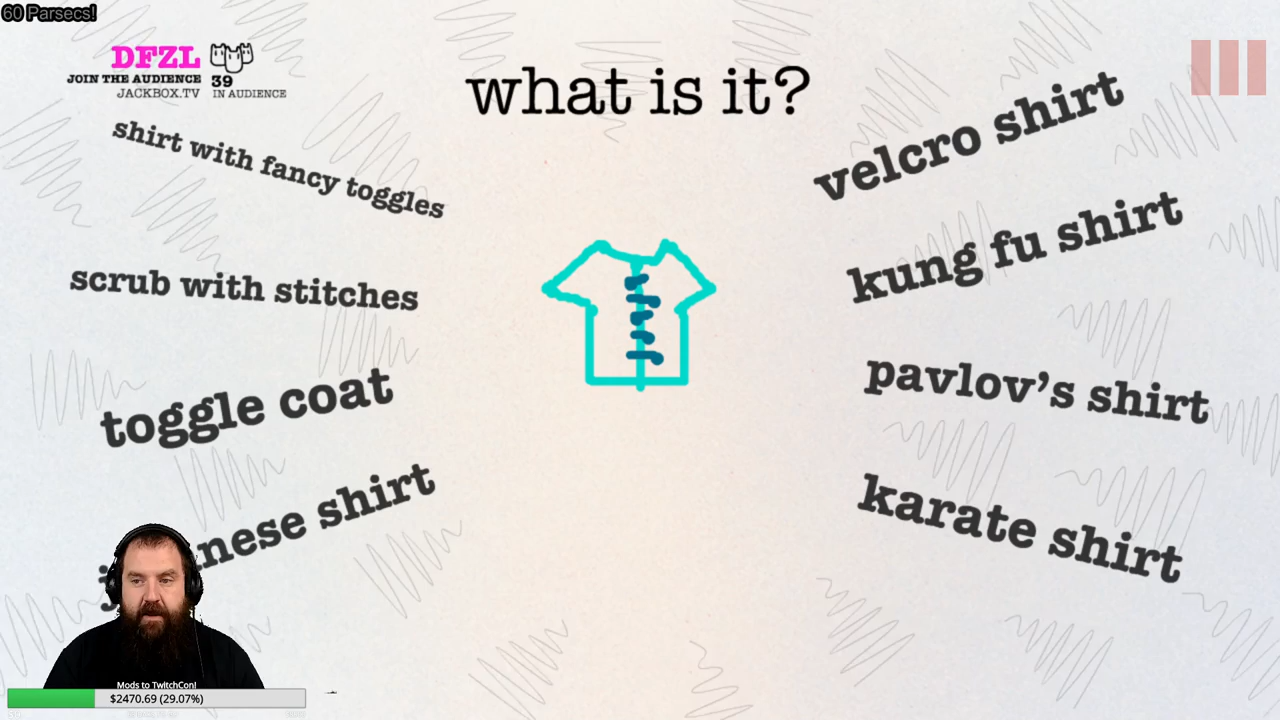 60 Parsecs!
DFZL
JOIN THE AUDIENCE
JACKBOX.TV
39
IN AUDIENCE
what is it?
shirt with fancy toggles
scrub with stitches
toggle coat
shirt
velcro shirt
kung fu shirt
pavlov's shirt
karate shirt
Mods to TwitchCon!
$2470.69 (29.07%)